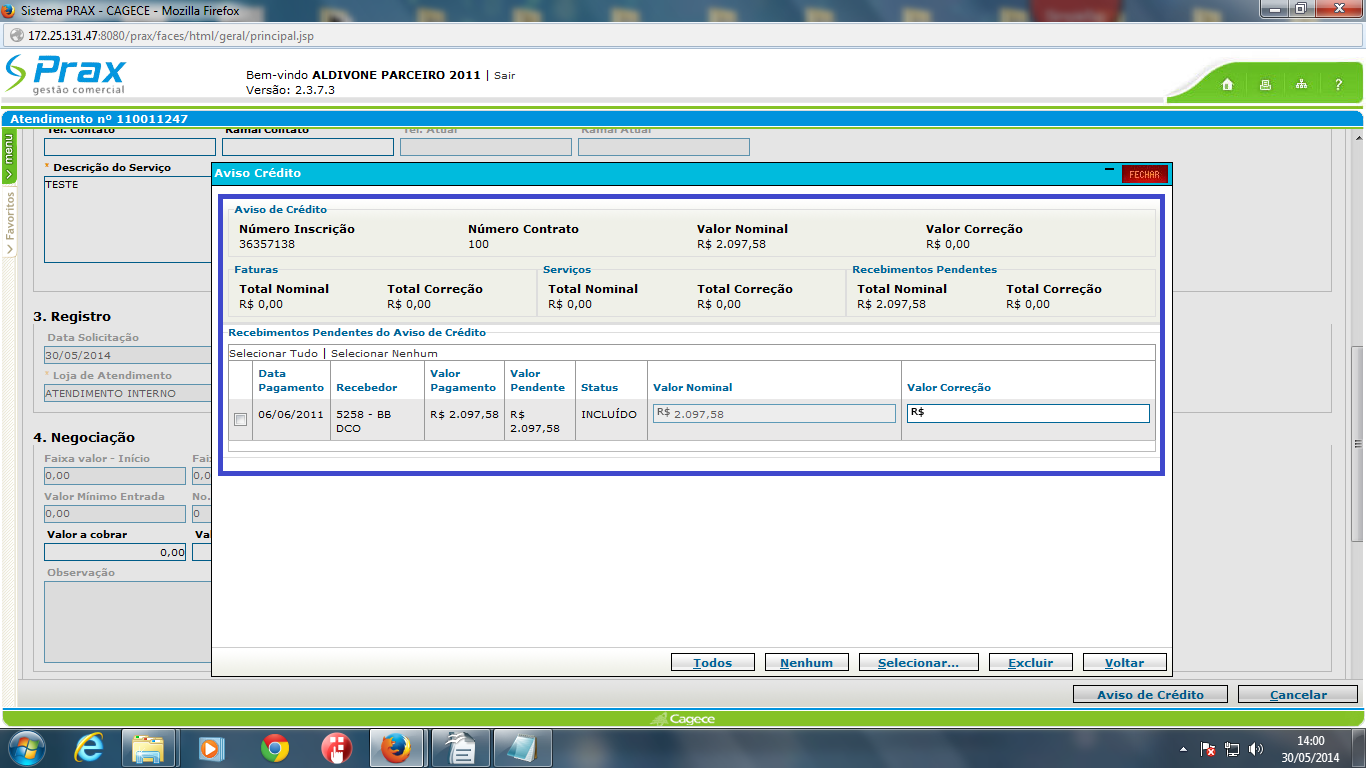 Sistema PRAX - CAGECE - Mozilla Firefox
172.25.131.47:8080/prax/faces/html/geral/principal.jsp
Prax
gestão comercial
Bem-vindo ALDIVONE PARCEIRO 2011 | Sair
Versão: 2.3.7.3
?
Atendimento nº 110011247
menu
Favoritos
Tel. Contato Ramal Contato Tel. Atual Ramal Atual
* Descrição do Serviço
TESTE
3. Registro
Data Solicitação
30/05/2014
* Loja de Atendimento
ATENDIMENTO INTERNO
4. Negociação
Faixa valor - Início
0,00
Valor Mínimo Entrada No.
0,00 0
Valor a cobrar
0,00
Observação
Aviso Crédito FECHAR
Aviso de Crédito
Número Inscrição Número Contrato Valor Nominal Valor Correção
36357138 100 R$ 2.097,58 R$ 0,00
Faturas Serviços Recebimentos Pendentes
Total Nominal Total Correção Total Nominal Total Correção Total Nominal Total Correção
R$ 0,00 R$ 0,00 R$ 0,00 R$ 0,00 R$ 2.097,58 R$ 0,00
Recebimentos Pendentes do Aviso de Crédito
Selecionar Tudo | Selecionar Nenhum
Data Pagamento Recebedor Valor Pagamento Valor Pendente Status Valor Nominal Valor Correção
06/06/2011 5258 - BB DCO R$ 2.097,58 R$ 2.097,58 INCLUÍDO R$ 2.097,58 R$
Todos Nenhum Selecionar... Excluir Voltar
Aviso de Crédito Cancelar
Cagece
14:00
30/05/2014